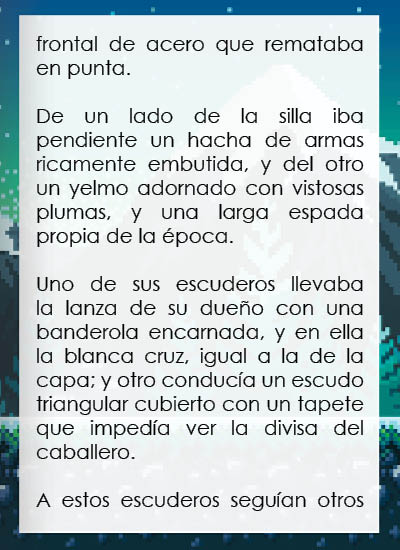 frontal de acero que remataba
en punta.
De un lado de la silla iba
pendiente un hacha de armas
ricamente embutida, y del otro
un yelmo adornado con vistosas
plumas, y una larga espada
propia de la época.
Uno de sus escuderos llevaba
la lanza de su dueño con una
banderola encarnada, y en ella
la blanca cruz, igual a la de la
capa; y otro conducía un escudo
triangular cubierto con un tapete
que impedía ver la divisa del
caballero.
A estos escuderos seguían otros